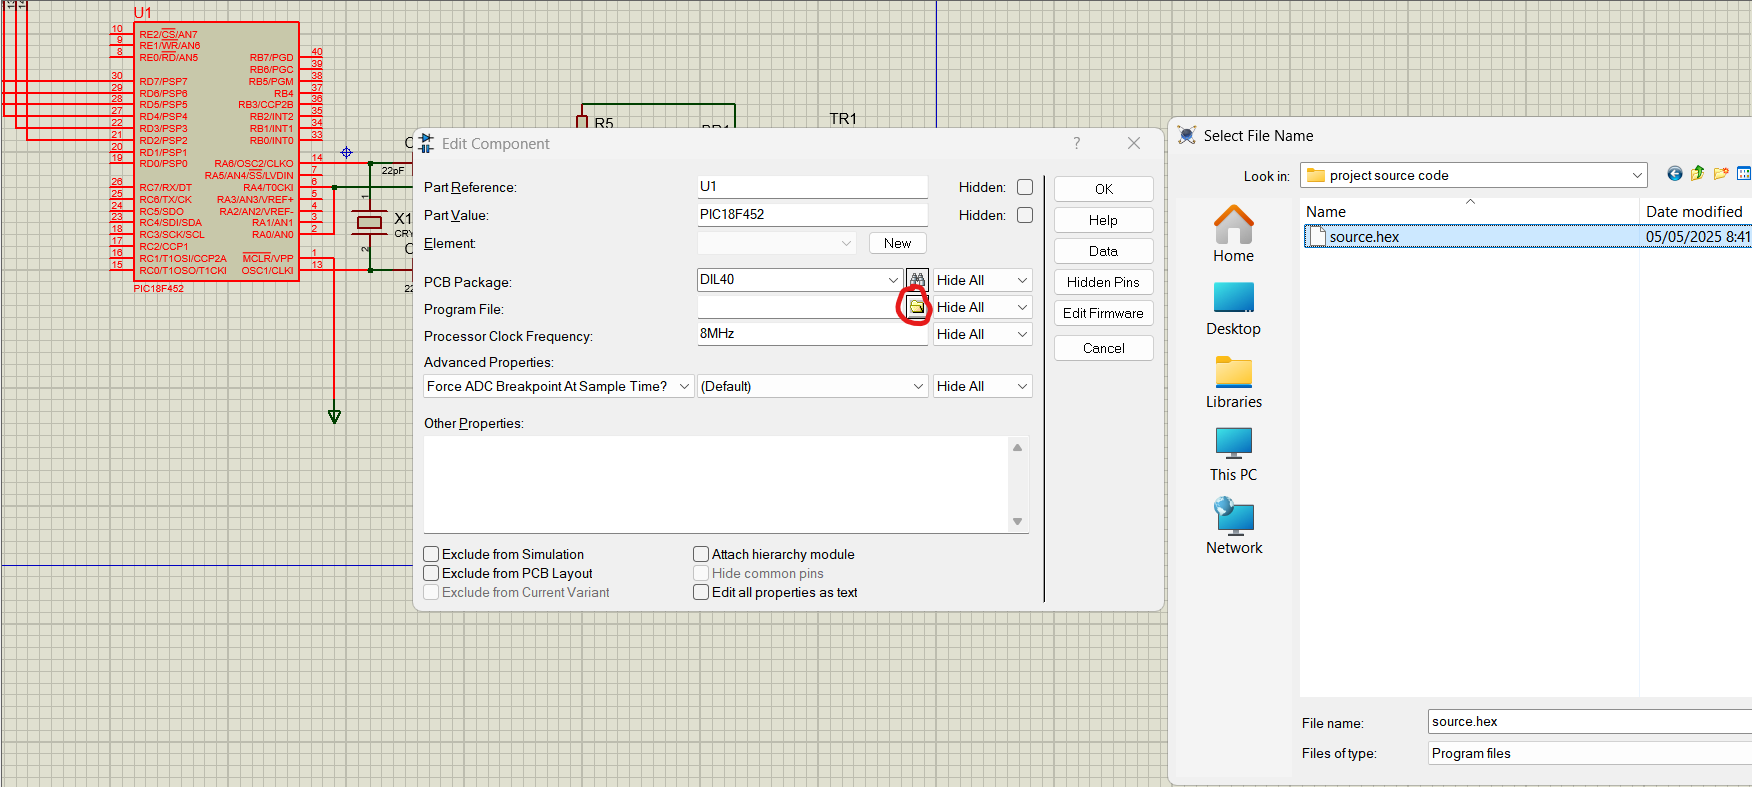 U1
10 RE2/CS/AN7
9 RE1/WR/AN6
8 RE0/RD/AN5
30 RD7/PSP7
29 RD6/PSP6
28 RD5/PSP5
27 RD4/PSP4
22 RD3/PSP3
21 RD2/PSP2
20 RD1/PSP1
19 RD0/PSP0
26 RC7/RX/DT
25 RC6/TX/CK
24 RC5/SDO
23 RC4/SDI/SDA
18 RC3/SCK/SCL
17 RC2/CCP1
16 RC1/T1OSI/CCP2A
15 RC0/T1OSO/T1CKI
RB7/PGD 40
RB6/PGC 39
RB5/PGM 38
RB4 37
RB3/CCP2B 36
RB2/INT2 35
RB1/INT1 34
RB0/INT0 33
RA6/OSC2/CLKO 14
RA5/AN4/SS/LVDIN 7
RA4/T0CKI 6
RA3/AN3/VREF+ 5
RA2/AN2/VREF- 4
RA1/AN1 3
RA0/AN0 2
MCLR/VPP 1
OSC1/CLKI 13
PIC18F452
22pF
1
X1
CRY
2
22
R5
TR1
Edit Component
?
Part Reference: U1 Hidden:
Part Value: PIC18F452 Hidden:
Element: New
PCB Package: DIL40 Hide All
Program File: Hide All
Processor Clock Frequency: 8MHz Hide All
Advanced Properties:
Force ADC Breakpoint At Sample Time? (Default) Hide All
Other Properties:
Exclude from Simulation
Exclude from PCB Layout
Exclude from Current Variant
Attach hierarchy module
Hide common pins
Edit all properties as text
OK
Help
Data
Hidden Pins
Edit Firmware
Cancel
Select File Name
Look in: project source code
Home
Desktop
Libraries
This PC
Network
Name Date modified
source.hex 05/05/2025 8:41
File name: source.hex
Files of type: Program files